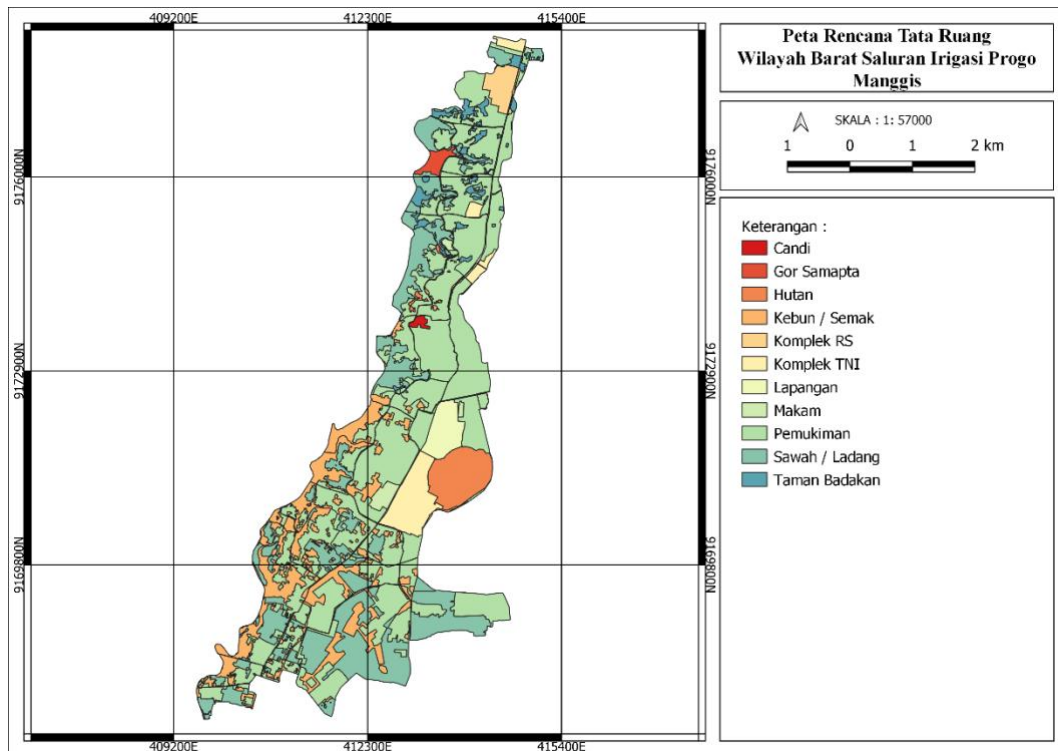 409200E
412300E
415400E
Peta Rencana Tata Ruang
Wilayah Barat Saluran Irigasi Progo
Manggis
SKALA : 1: 57000
1 0 1 2 km
9176000N
9176000N
Keterangan :
Candi
Gor Samapta
Hutan
Kebun / Semak
Komplek RS
Komplek TNI
Lapangan
Makam
Pemukiman
Sawah / Ladang
Taman Badakan
9172900N
9172900N
9169800N
9169800N
409200E
412300E
415400E